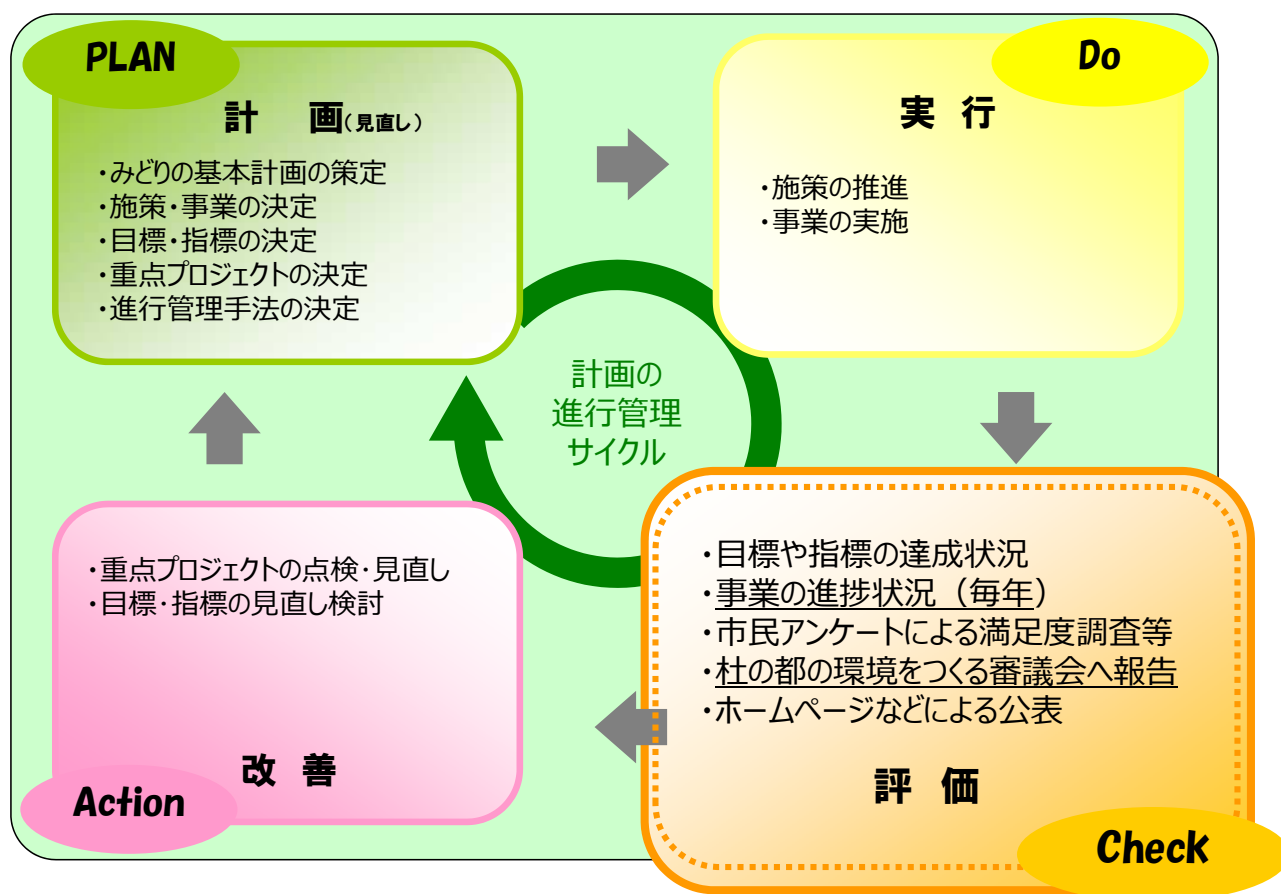 PLAN
計 画(見直し)
・みどりの基本計画の策定
・施策・事業の決定
・目標・指標の決定
・重点プロジェクトの決定
・進行管理手法の決定
Do
実 行
・施策の推進
・事業の実施
計画の
進行管理
サイクル
・目標や指標の達成状況
・事業の進捗状況（毎年）
・市民アンケートによる満足度調査等
・杜の都の環境をつくる審議会へ報告
・ホームページなどによる公表
評 価
Check
・重点プロジェクトの点検・見直し
・目標・指標の見直し検討
改 善
Action